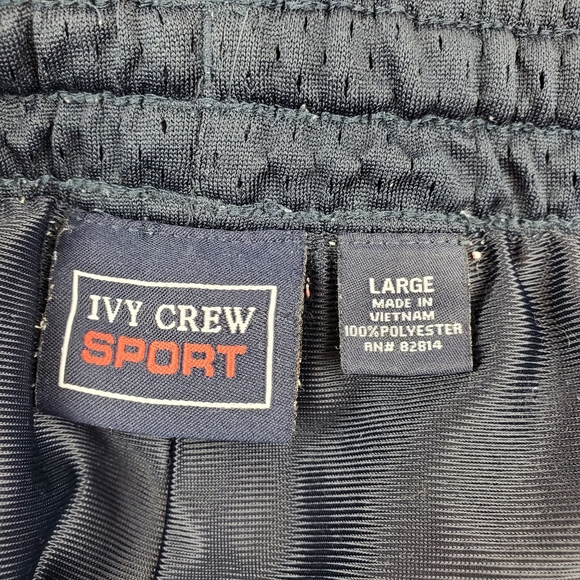 IVY CREW
SPORT
LARGE
MADE IN
VIETNAM
100%POLYESTER
RN# 82814